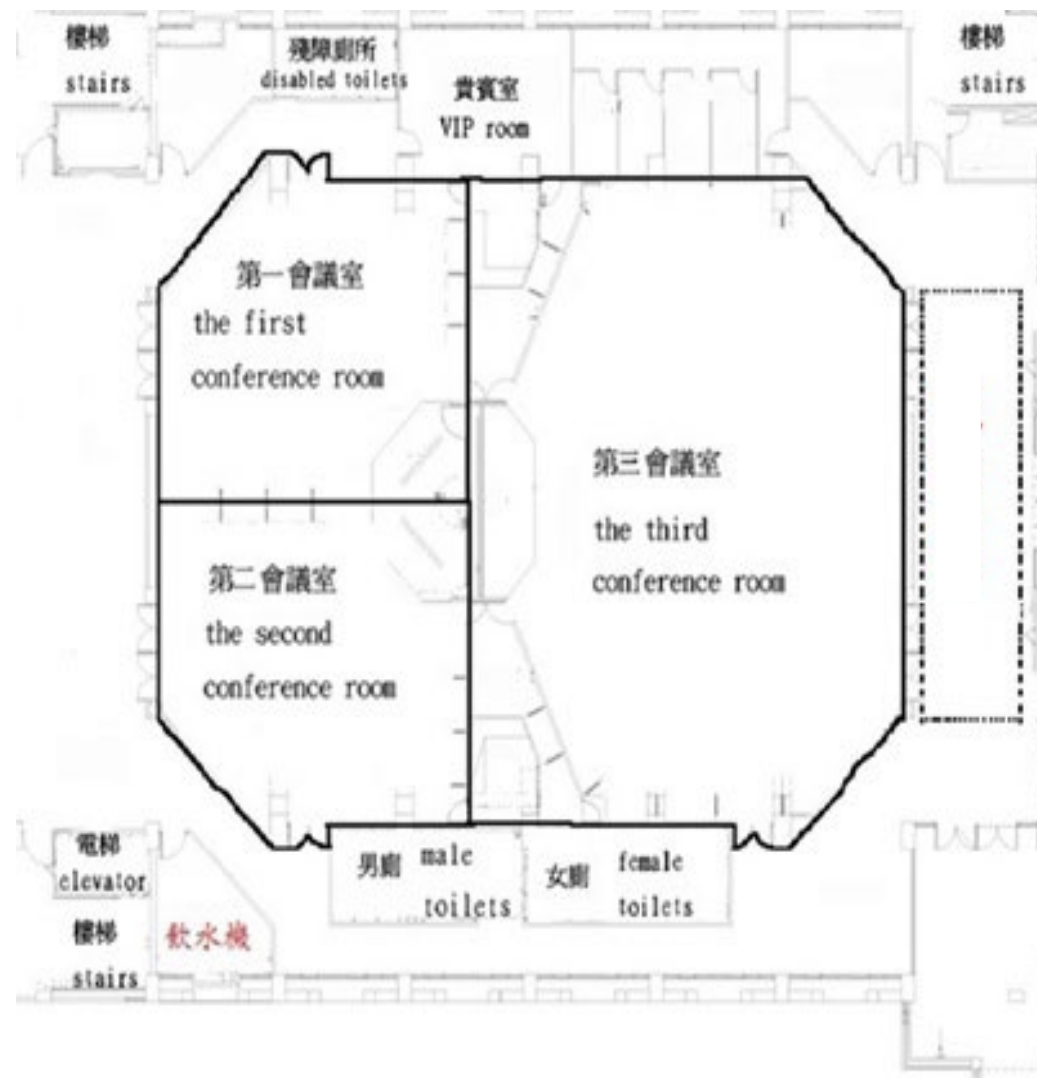 樓梯
stairs
殘障廁所
disabled toilets
貴賓室
VIP room
樓梯
stairs
第一會議室
the first
conference room
第三會議室
the third
conference room
第二會議室
the second
conference room
電梯
elevator
男廁 male
toilets
女廁 female
toilets
樓梯
stairs
飲水機